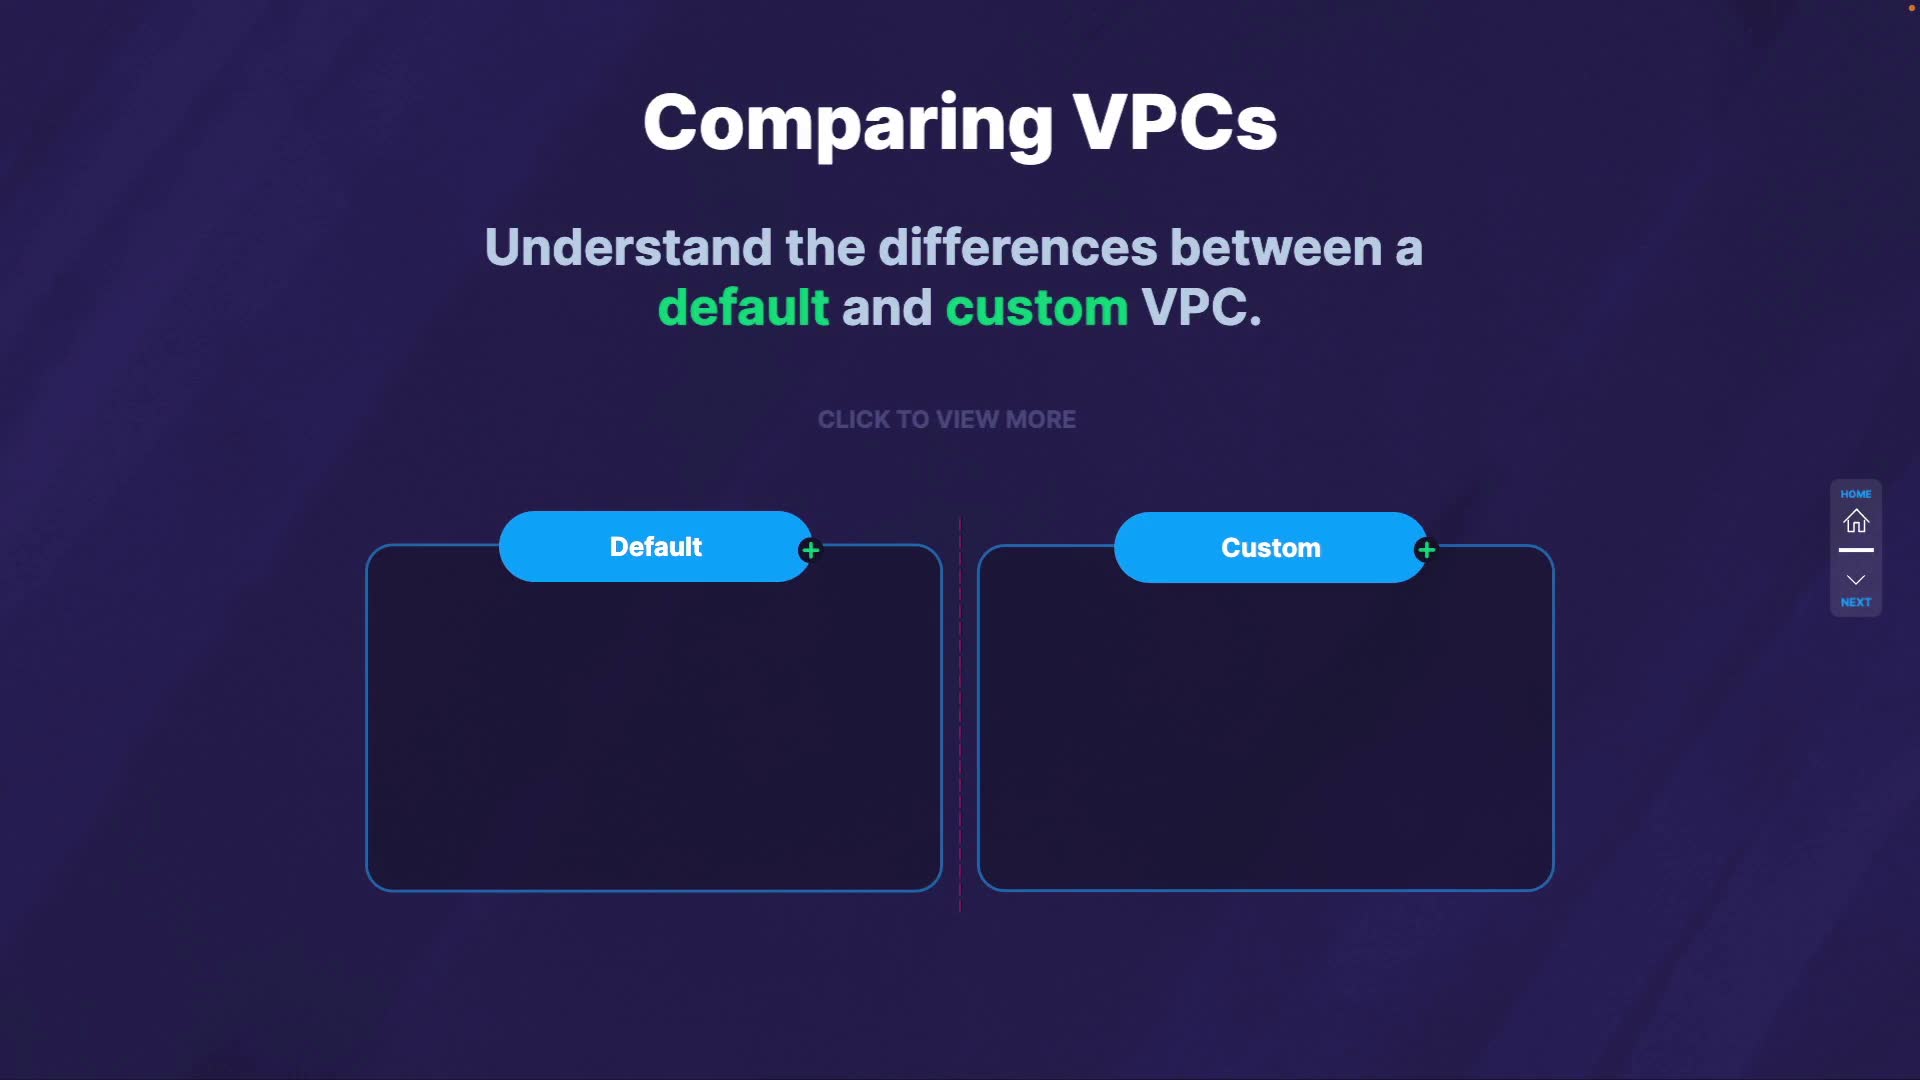 Comparing VPCs
Understand the differences between a
default and custom VPC.
CLICK TO VIEW MORE
Default
Custom
HOME
NEXT